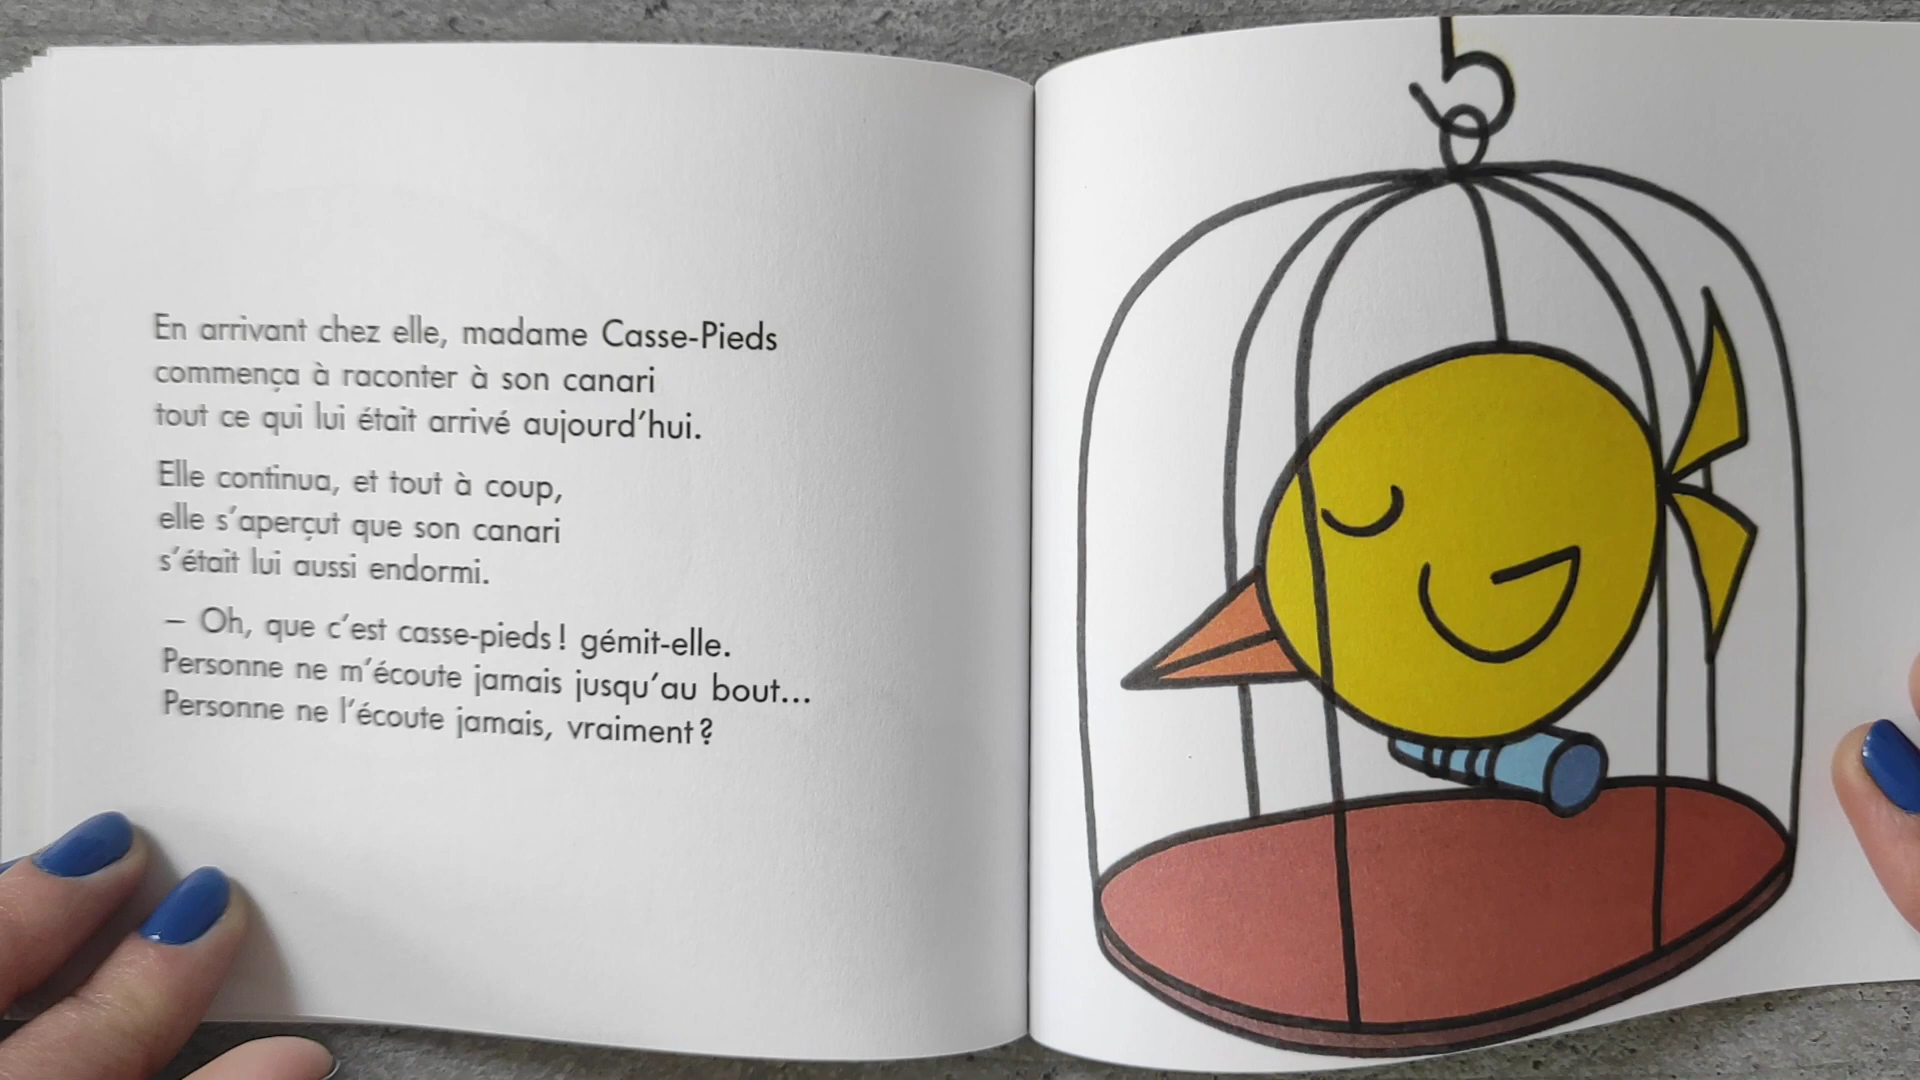 En arrivant chez elle, madame Casse-Pieds
commença à raconter à son canari
tout ce qui lui était arrivé aujourd'hui.
Elle continua, et tout à coup,
elle s'aperçut que son canari
s'était lui aussi endormi.
– Oh, que c'est casse-pieds ! gémit-elle.
Personne ne m'écoute jamais jusqu'au bout...
Personne ne l'écoute jamais, vraiment ?